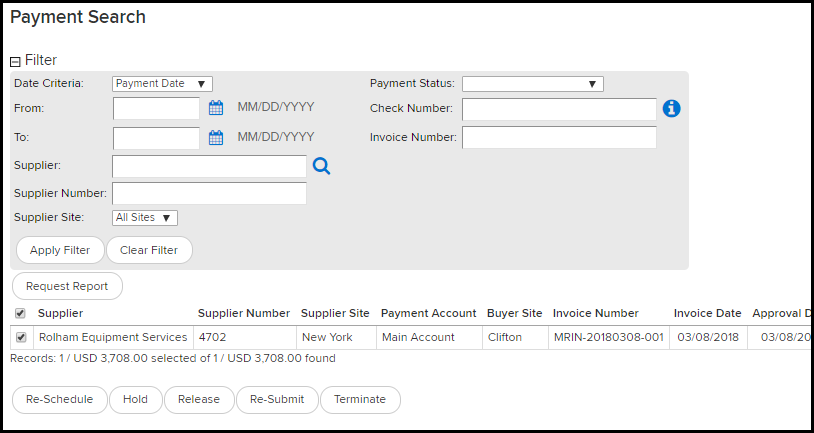 Payment Search
Filter
Date Criteria: Payment Date Payment Status:
From: MM/DD/YYYY Check Number:
To: MM/DD/YYYY Invoice Number:
Supplier:
Supplier Number:
Supplier Site: All Sites
Apply Filter Clear Filter
Request Report
Supplier Supplier Number Supplier Site Payment Account Buyer Site Invoice Number Invoice Date Approval D
Rolham Equipment Services 4702 New York Main Account Clifton MRIN-20180308-001 03/08/2018 03/08/20
Records: 1 / USD 3,708.00 selected of 1 / USD 3,708.00 found
Re-Schedule Hold Release Re-Submit Terminate